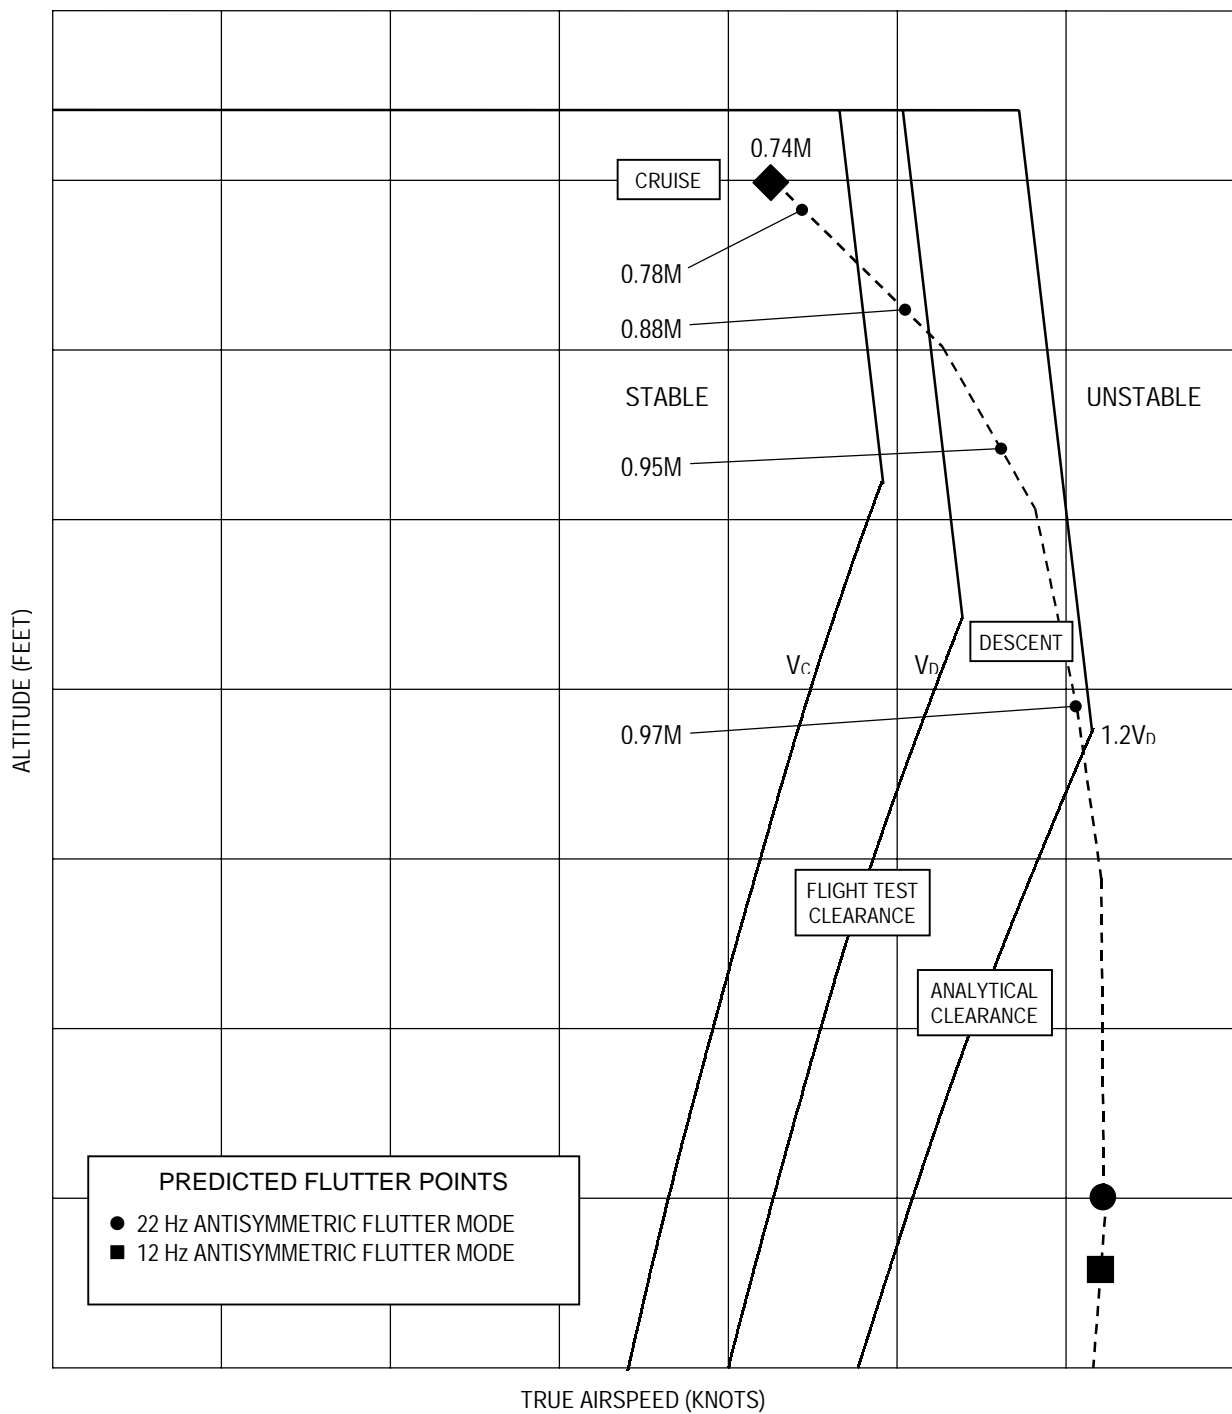 0.74M
CRUISE
0.78M
0.88M
STABLE
UNSTABLE
0.95M
DESCENT
VC
VD
0.97M
1.2VD
ALTITUDE (FEET)
FLIGHT TEST
CLEARANCE
ANALYTICAL
CLEARANCE
PREDICTED FLUTTER POINTS
22 Hz ANTISYMMETRIC FLUTTER MODE
12 Hz ANTISYMMETRIC FLUTTER MODE
TRUE AIRSPEED (KNOTS)